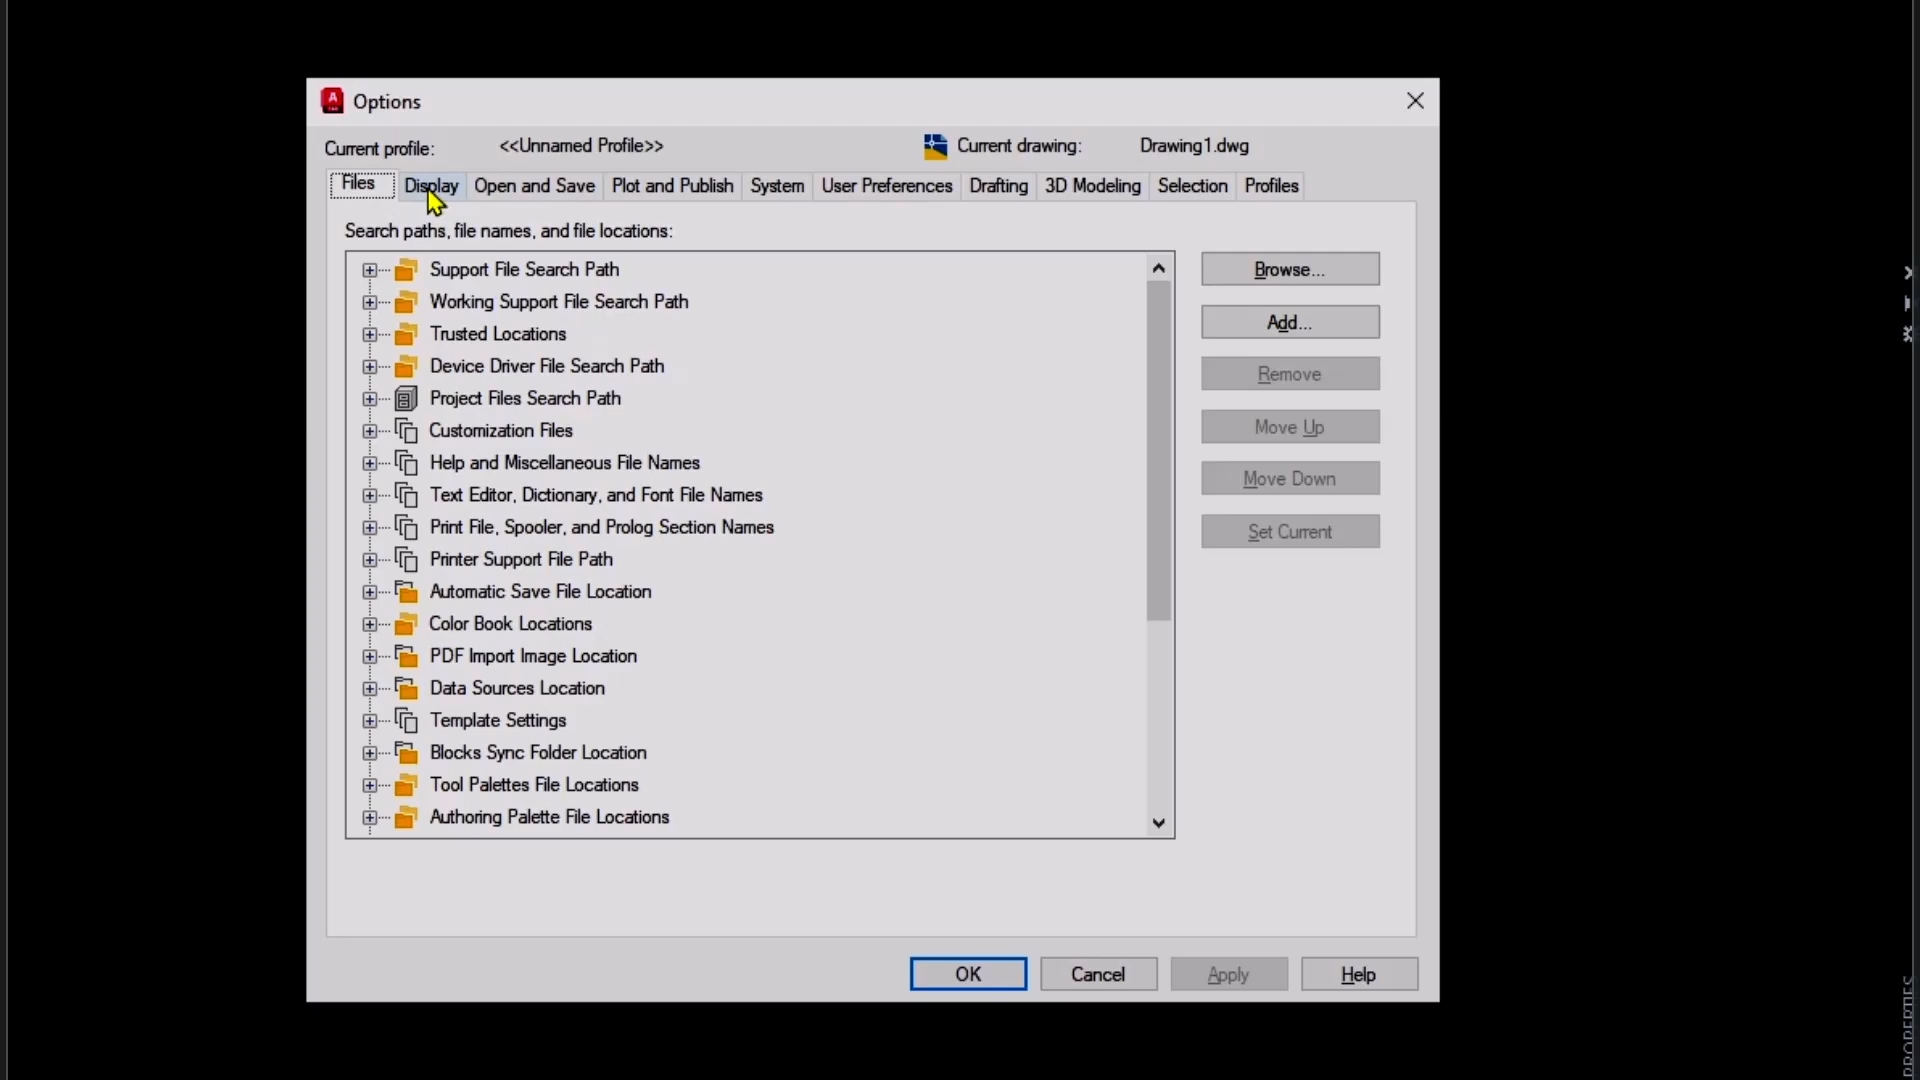 Options
Current profile: <<Unnamed Profile>> Current drawing: Drawing1.dwg
Files Display Open and Save Plot and Publish System User Preferences Drafting 3D Modeling Selection Profiles
Search paths, file names, and file locations:
Support File Search Path
Working Support File Search Path
Trusted Locations
Device Driver File Search Path
Project Files Search Path
Customization Files
Help and Miscellaneous File Names
Text Editor, Dictionary, and Font File Names
Print File, Spooler, and Prolog Section Names
Printer Support File Path
Automatic Save File Location
Color Book Locations
PDF Import Image Location
Data Sources Location
Template Settings
Blocks Sync Folder Location
Tool Palettes File Locations
Authoring Palette File Locations
Browse...
Add...
Remove
Move Up
Move Down
Set Current
OK Cancel Apply Help
PROPERTIES